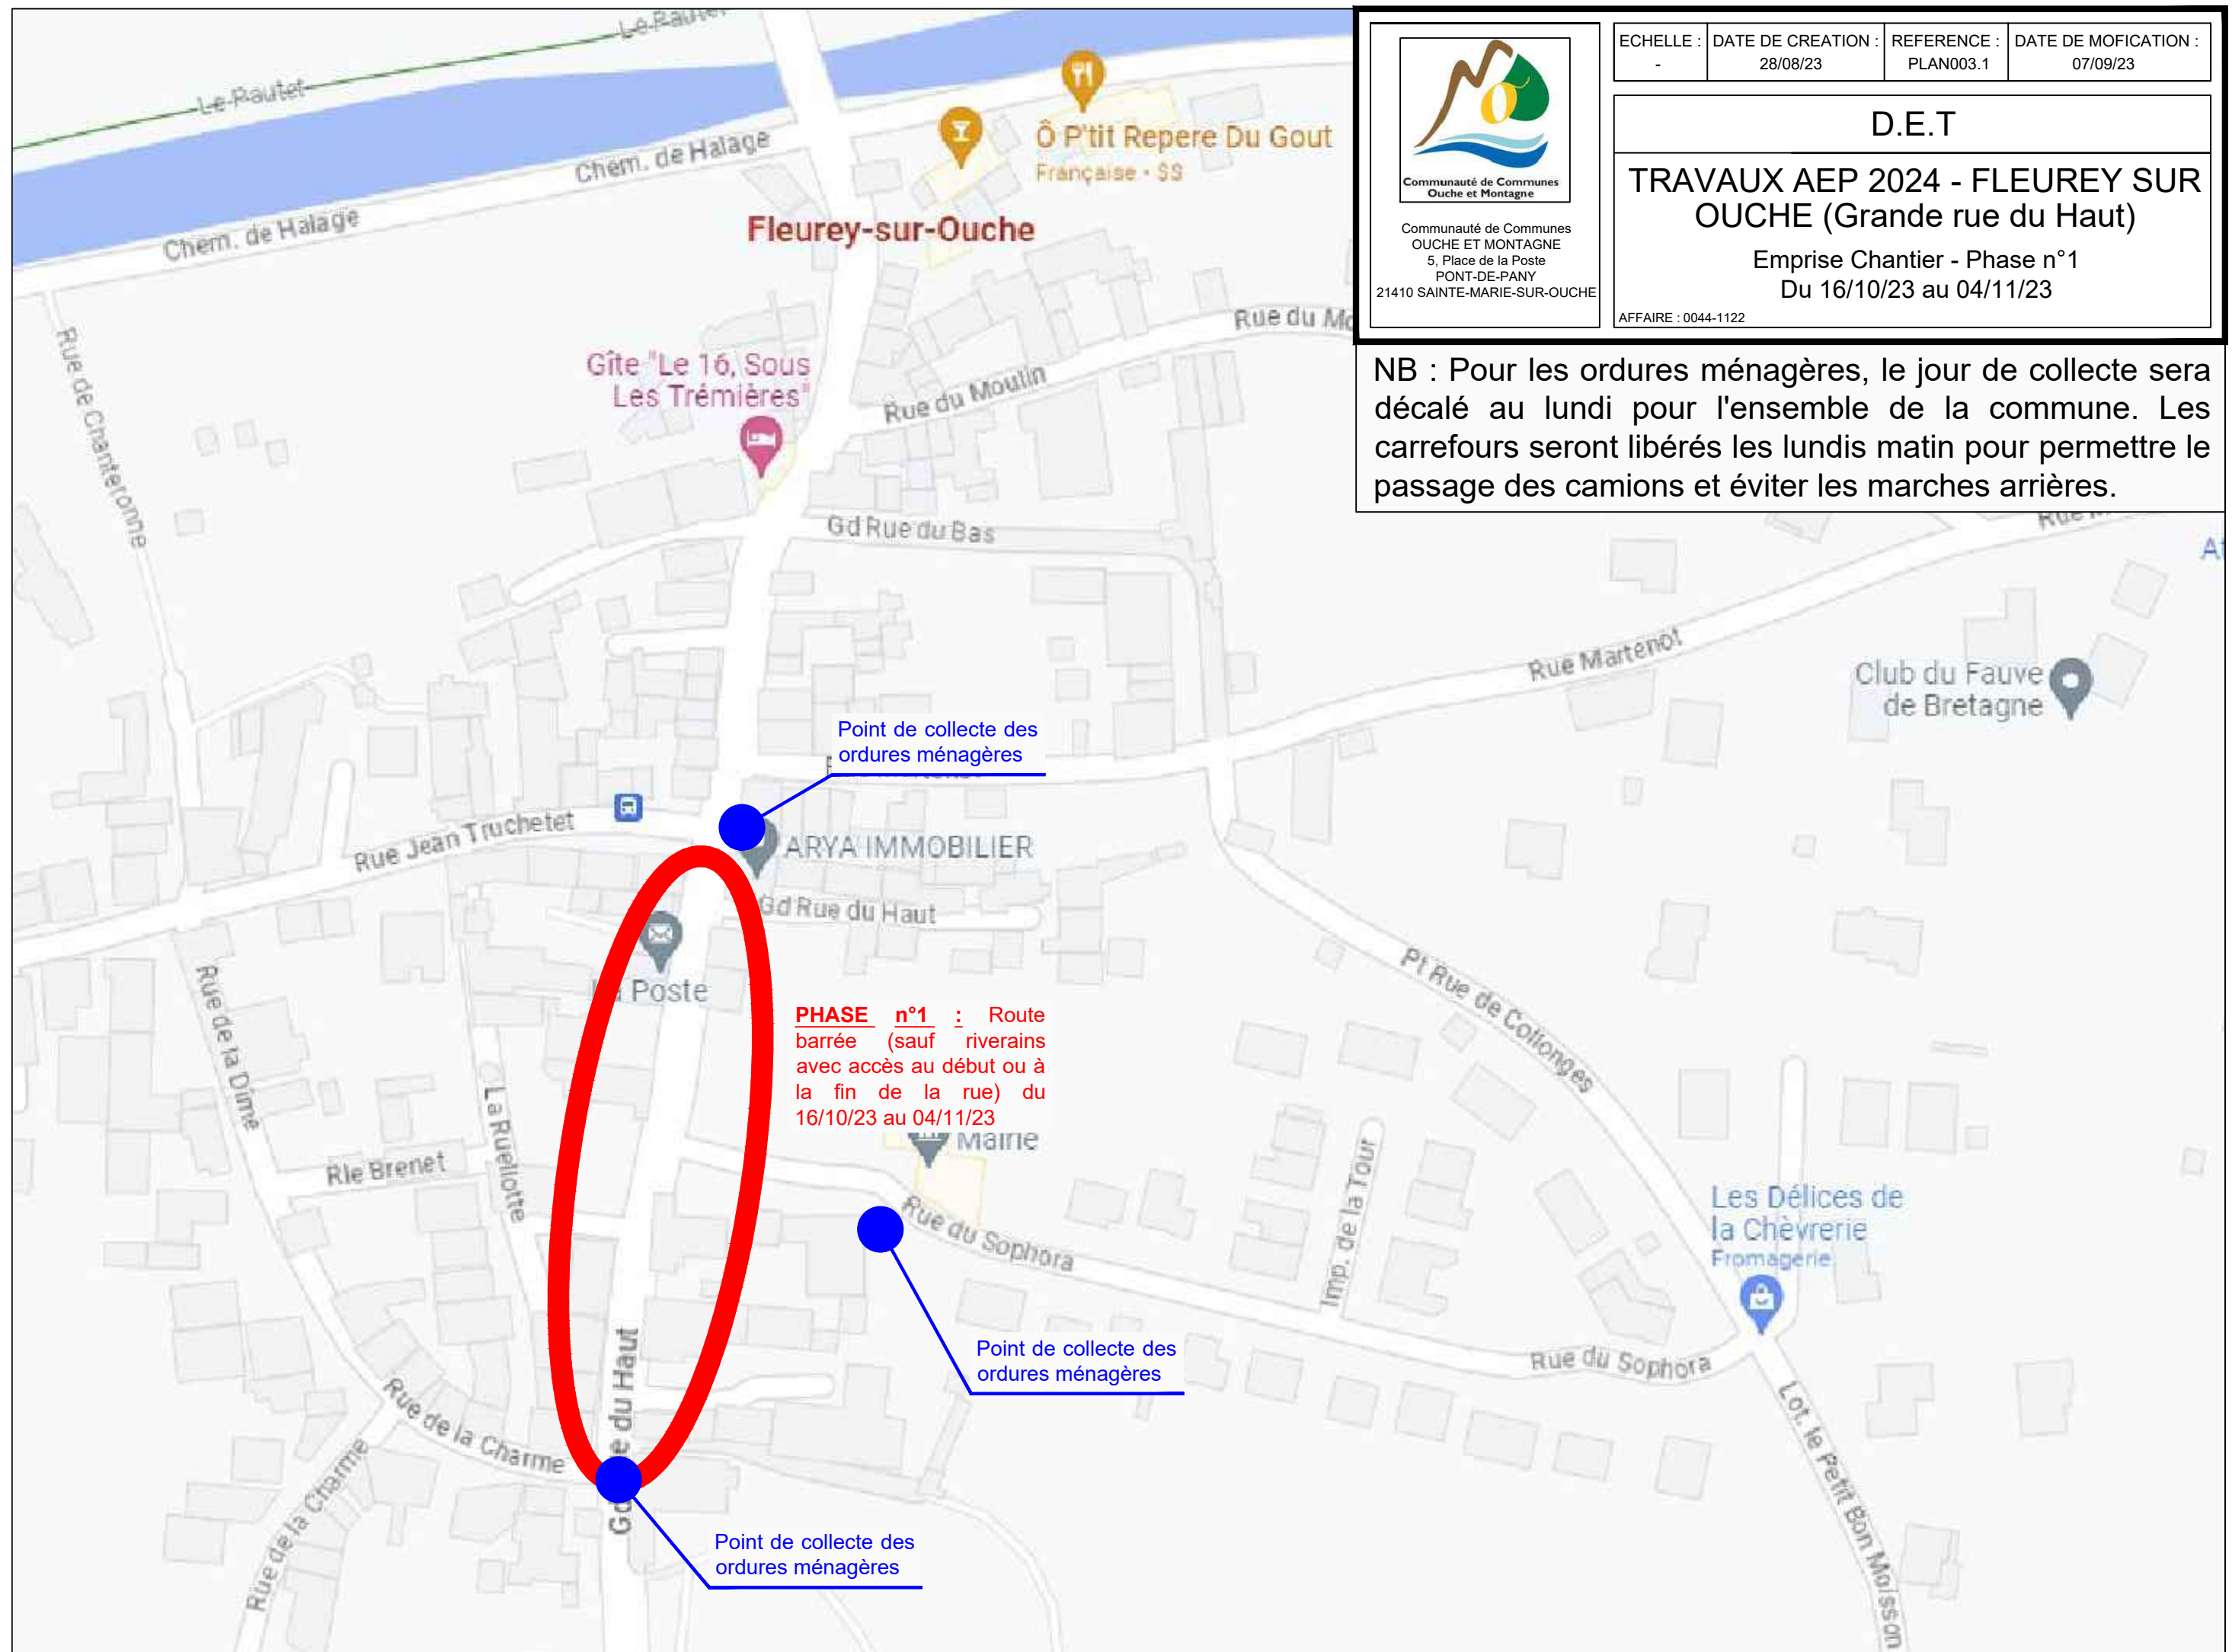 Communauté de Communes
Ouche et Montagne
Communauté de Communes
OUCHE ET MONTAGNE
5, Place de la Poste
PONT-DE-PANY
21410 SAINTE-MARIE-SUR-OUCHE
ECHELLE :
-
DATE DE CREATION :
28/08/23
REFERENCE :
PLAN003.1
DATE DE MOFICATION :
07/09/23
D.E.T
TRAVAUX AEP 2024 - FLEUREY SUR
OUCHE (Grande rue du Haut)
Emprise Chantier - Phase n°1
Du 16/10/23 au 04/11/23
AFFAIRE : 0044-1122
NB : Pour les ordures ménagères, le jour de collecte sera
décalé au lundi pour l'ensemble de la commune. Les
carrefours seront libérés les lundis matin pour permettre le
passage des camions et éviter les marches arrières.
Le Pautet
Le Pautet
Chem. de Halage
Chem. de Halage
Ô P'tit Repere Du Gout
Française • $$
Fleurey-sur-Ouche
Rue du Mo
Gîte "Le 16, Sous
Les Trémières"
Rue du Moulin
Rue de Chanteronne
Gd Rue du Bas
Rue Martenot
Club du Fauve
de Bretagne
Point de collecte des
ordures ménagères
Rue Jean Truchetet
ARYA IMMOBILIER
Gd Rue du Haut
Poste
Pt Rue de Collonges
Rue de la Dîme
PHASE n°1 : Route
barrée (sauf riverains
avec accès au début ou à
la fin de la rue) du
16/10/23 au 04/11/23
Mairie
La Ruellotte
Rle Brenet
Rue du Sophora
Imp. de la Tour
Les Délices de
la Chèvrerie
Fromagerie
Point de collecte des
ordures ménagères
Rue du Sophora
du Haut
Rue de la Charme
Rue de la Charme
Lot. le Petit Bon Moisson
Point de collecte des
ordures ménagères